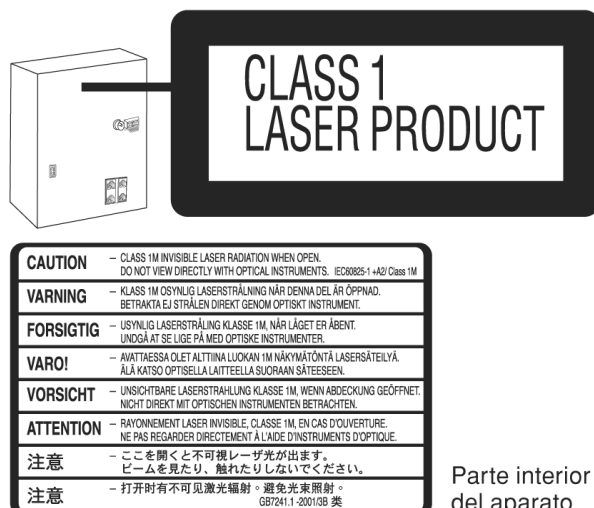 CLASS 1
LASER PRODUCT
CAUTION – CLASS 1M INVISIBLE LASER RADIATION WHEN OPEN.
DO NOT VIEW DIRECTLY WITH OPTICAL INSTRUMENTS. IEC60825-1 +A2/ Class 1M
VARNING – KLASS 1M OSYNLIG LASERSTRÅLNING NÄR DENNA DEL ÄR ÖPPNAD.
BETRAKTA EJ STRÅLEN DIREKT GENOM OPTISKT INSTRUMENT.
FORSIGTIG – USYNLIG LASERSTRÅLING KLASSE 1M, NÅR LÅGET ER ÅBENT.
UNDGÅ AT SE LIGE PÅ MED OPTISKE INSTRUMENTER.
VARO! – AVATTAESSA OLET ALTTIINA LUOKAN 1M NÄKYMÄTÖNTÄ LASERSÄTEILYÄ.
ÄLÄ KATSO OPTISELLA LAITTEELLA SUORAAN SÄTEESEEN.
VORSICHT – UNSICHTBARE LASERSTRAHLUNG KLASSE 1M, WENN ABDECKUNG GEÖFFNET.
NICHT DIREKT MIT OPTISCHEN INSTRUMENTEN BETRACHTEN.
ATTENTION – RAYONNEMENT LASER INVISIBLE, CLASSE 1M, EN CAS D'OUVERTURE.
NE PAS REGARDER DIRECTEMENT À L'AIDE D'INSTRUMENTS D'OPTIQUE.
注意 – ここを開くと不可視レーザ光が出ます。
ビームを見たり、触れたりしないでください。
注意 – 打开时有不可见激光辐射。避免光束照射。
GB7241.1 -2001/3B 类
Parte interior
del aparato